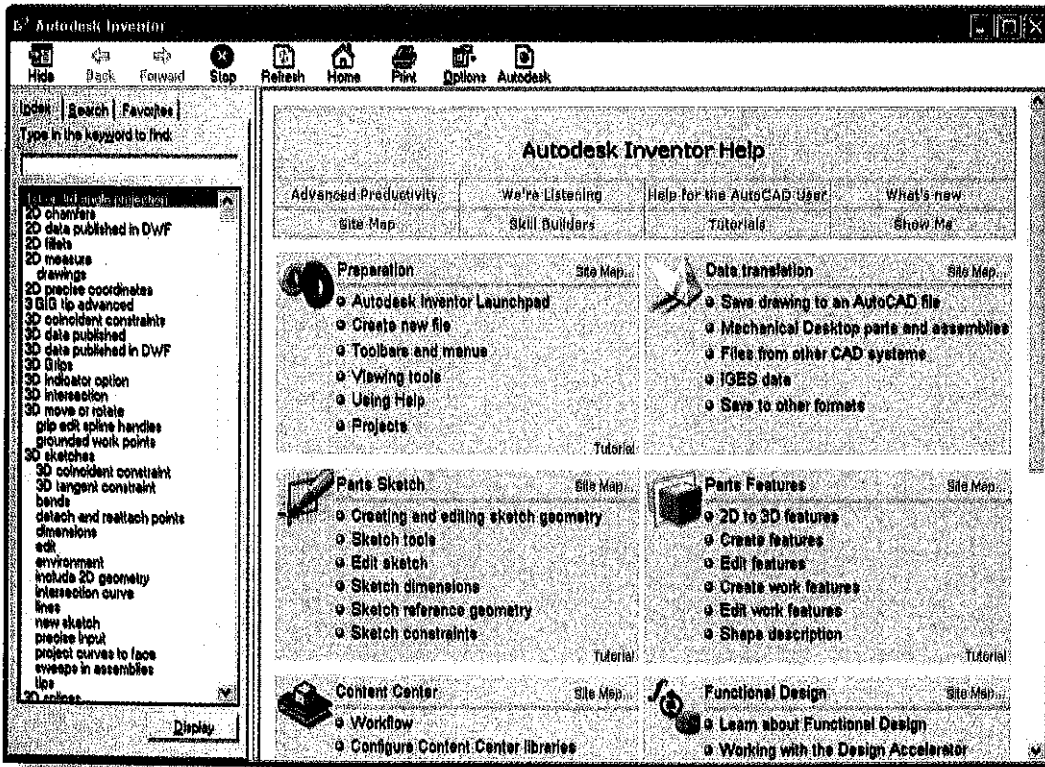 Autodesk Inventor
Hide Back Forward Stop Refresh Home Print Options Autodesk
Index Search Favorites
Type in the keyword to find:
1st or 3rd angle projection
2D chamfers
2D data published in DWF
2D fillets
2D measure
drawings
2D precise coordinates
3 GIG tip advanced
3D coincident constraints
3D data published
3D data published in DWF
3D Grips
3D indicator option
3D intersection
3D move or rotate
grip edit spline handles
grounded work points
3D sketches
3D coincident constraint
3D tangent constraint
bends
detach and reattach points
dimensions
edit
environment
include 2D geometry
intersection curve
lines
new sketch
precise input
project curves to face
sweeps in assemblies
tips
3D splines
Display
Autodesk Inventor Help
Advanced Productivity We're Listening Help for the AutoCAD User What's new
Site Map Skill Builders Tutorials Show Me
Preparation Site Map...
Autodesk Inventor Launchpad
Create new file
Toolbars and menus
Viewing tools
Using Help
Projects
Tutorial
Data translation Site Map...
Save drawing to an AutoCAD file
Mechanical Desktop parts and assemblies
Files from other CAD systems
IGES data
Save to other formats
Parts Sketch Site Map...
Creating and editing sketch geometry
Sketch tools
Edit sketch
Sketch dimensions
Sketch reference geometry
Sketch constraints
Tutorial
Parts Features Site Map...
2D to 3D features
Create features
Edit features
Create work features
Edit work features
Shape description
Tutorial
Content Center Site Map...
Workflow
Configure Content Center libraries
Functional Design Site Map...
Learn about Functional Design
Working with the Design Accelerator